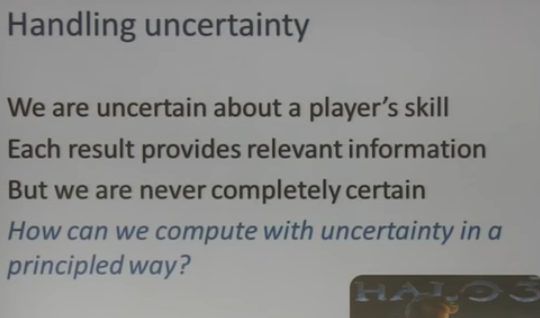 Handling uncertainty
We are uncertain about a player's skill
Each result provides relevant information
But we are never completely certain
How can we compute with uncertainty in a
principled way?
HALO 3